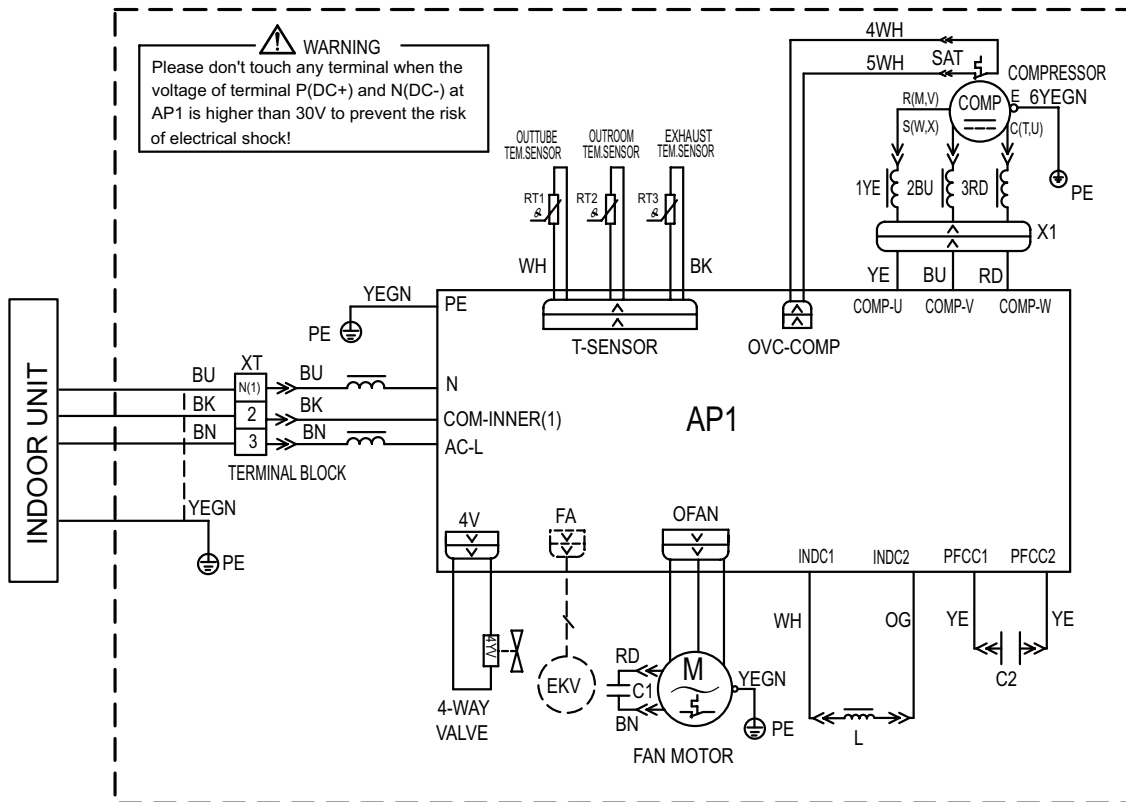 WARNING
Please don't touch any terminal when the
voltage of terminal P(DC+) and N(DC-) at
AP1 is higher than 30V to prevent the risk
of electrical shock!
4WH
5WH
SAT
COMPRESSOR
COMP
E
6YEGN
R(M,V)
S(W,X)
C(T,U)
PE
1YE
2BU
3RD
X1
YE
BU
RD
OUTTUBE
TEM.SENSOR
OUTROOM
TEM.SENSOR
EXHAUST
TEM.SENSOR
RT1
RT2
RT3
WH
BK
COMP-U
COMP-V
COMP-W
T-SENSOR
OVC-COMP
YEGN
PE
PE
INDOOR UNIT
BU
XT
N(1)
BU
N
BK
2
BK
COM-INNER(1)
BN
3
BN
AC-L
TERMINAL BLOCK
YEGN
PE
AP1
4V
FA
OFAN
INDC1
INDC2
PFCC1
PFCC2
WH
OG
YE
YE
4YV
4-WAY
VALVE
EKV
RD
C1
BN
M
YEGN
PE
FAN MOTOR
L
C2